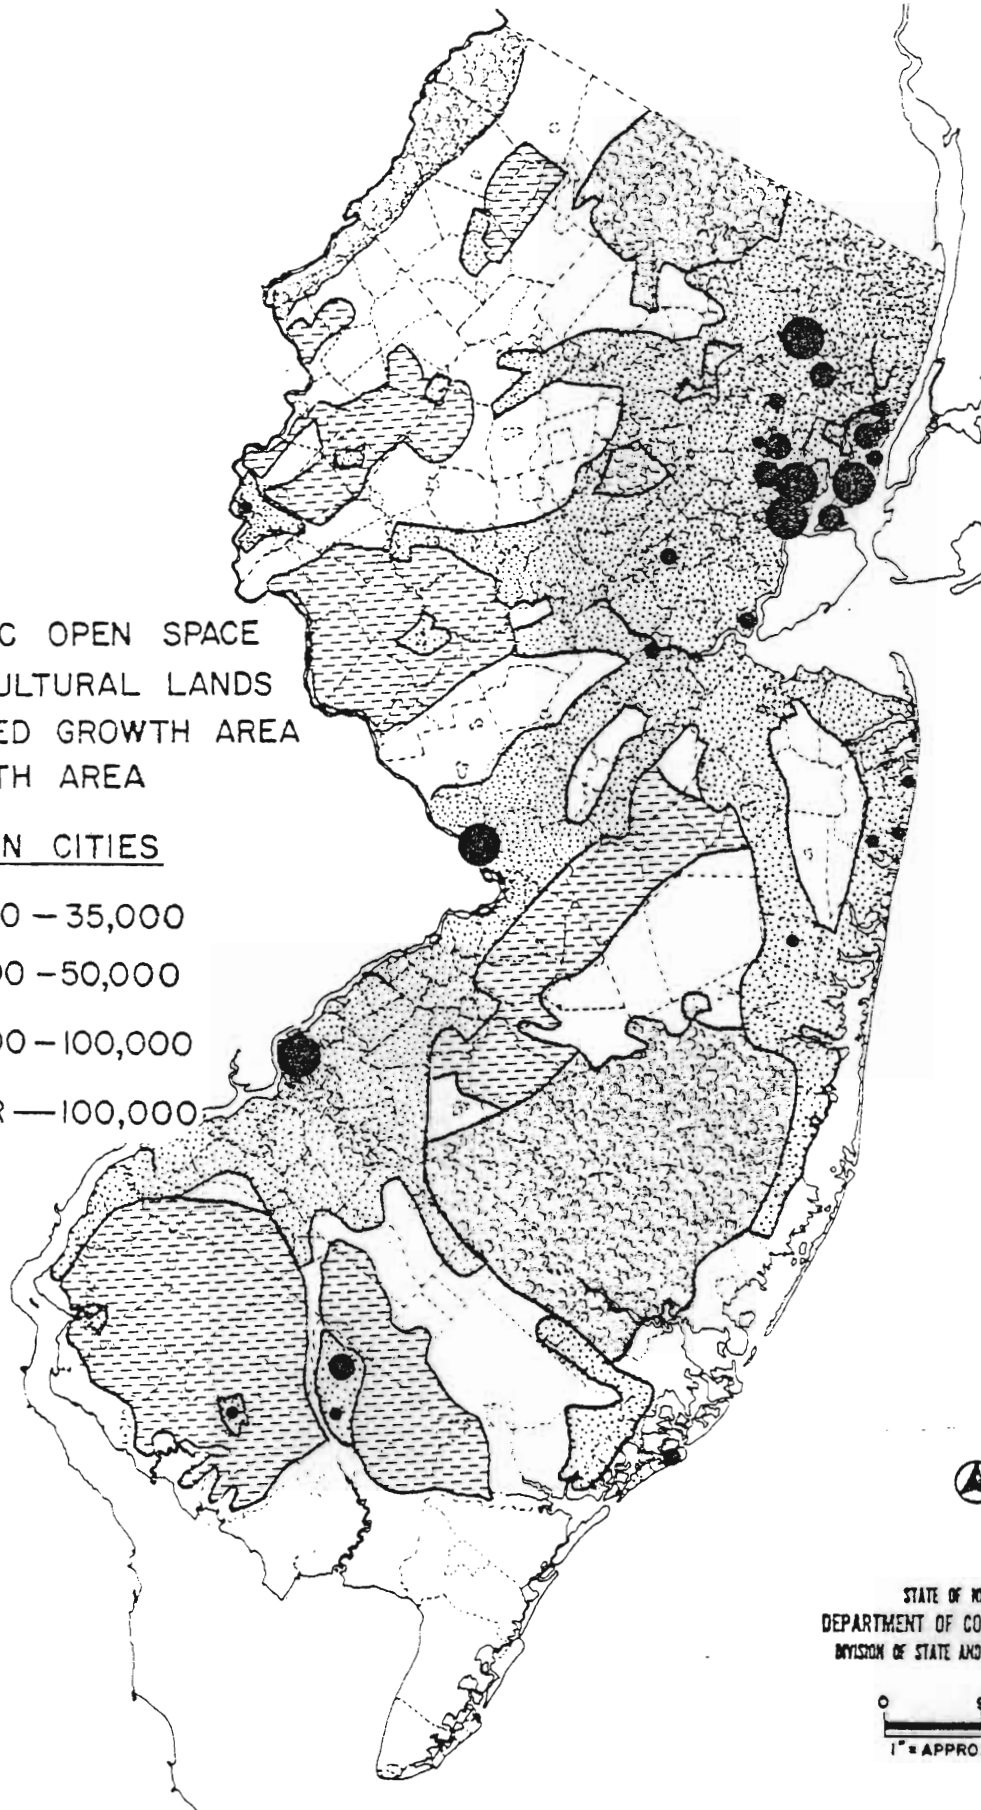 C OPEN SPACE
ULTURAL LANDS
ED GROWTH AREA
TH AREA
N CITIES
0 – 35,000
00 – 50,000
00 – 100,000
R — 100,000
STATE OF N
DEPARTMENT OF CO
DIVISION OF STATE AND
0
1" = APPRO